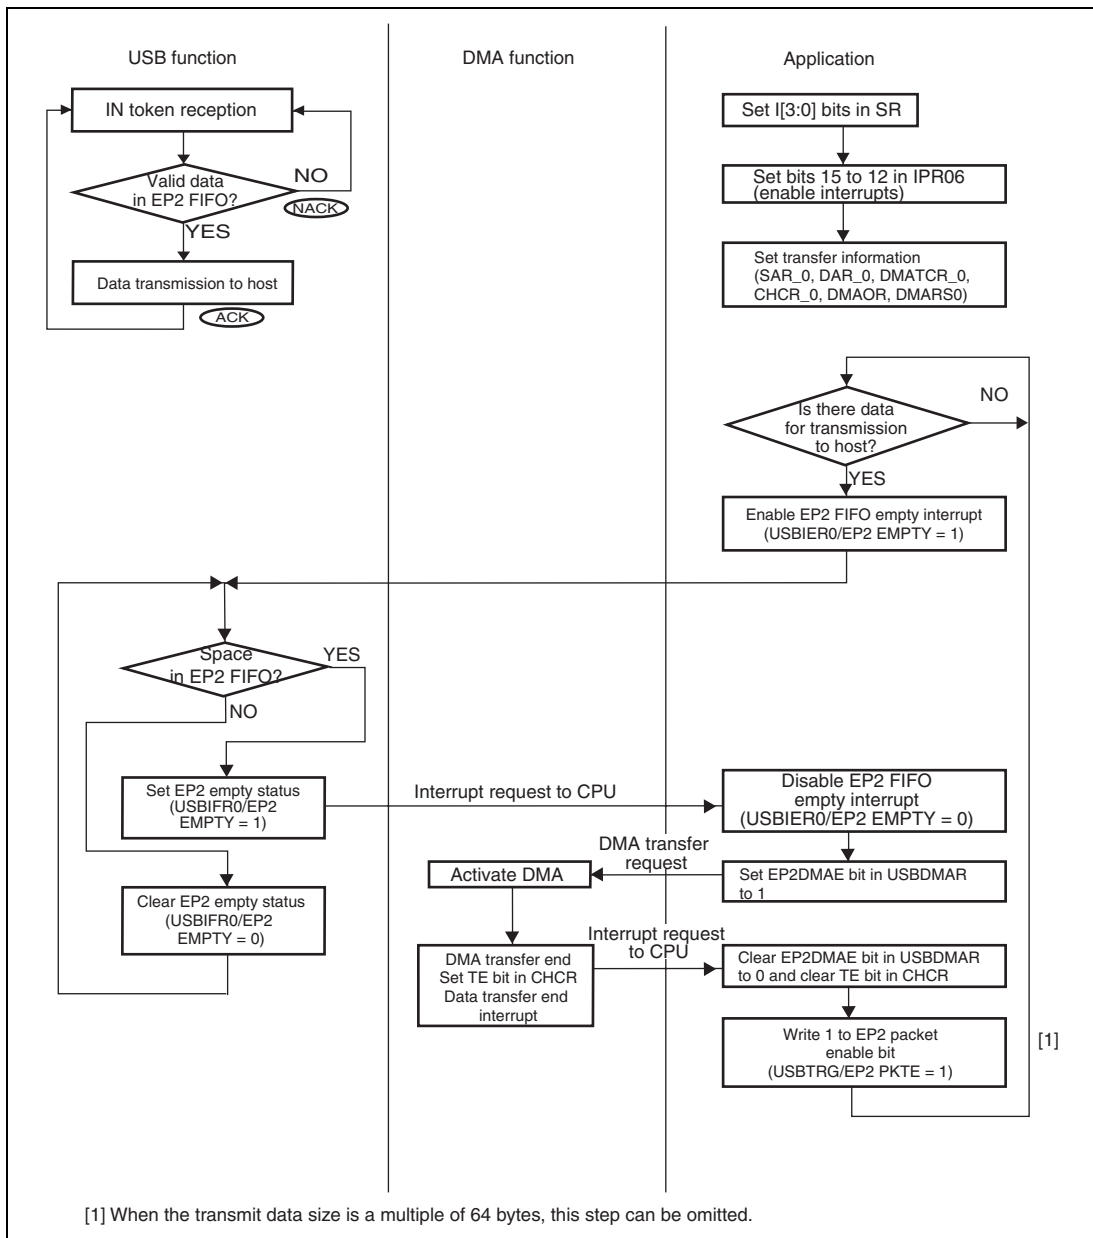 USB function
DMA function
Application
IN token reception
Valid data
in EP2 FIFO?
NO
NACK
YES
Data transmission to host
ACK
Set I[3:0] bits in SR
Set bits 15 to 12 in IPR06
(enable interrupts)
Set transfer information
(SAR_0, DAR_0, DMATCR_0,
CHCR_0, DMAOR, DMARS0)
Is there data
for transmission
to host?
NO
YES
Enable EP2 FIFO empty interrupt
(USBIER0/EP2 EMPTY = 1)
Space
in EP2 FIFO?
YES
NO
Set EP2 empty status
(USBIFR0/EP2
EMPTY = 1)
Interrupt request to CPU
Disable EP2 FIFO
empty interrupt
(USBIER0/EP2 EMPTY = 0)
DMA transfer
request
Activate DMA
Set EP2DMAE bit in USBDMAR
to 1
Clear EP2 empty status
(USBIFR0/EP2
EMPTY = 0)
DMA transfer end
Set TE bit in CHCR
Data transfer end
interrupt
Interrupt request
to CPU
Clear EP2DMAE bit in USBDMAR
to 0 and clear TE bit in CHCR
Write 1 to EP2 packet
enable bit
(USBTRG/EP2 PKTE = 1)
[1]
[1] When the transmit data size is a multiple of 64 bytes, this step can be omitted.